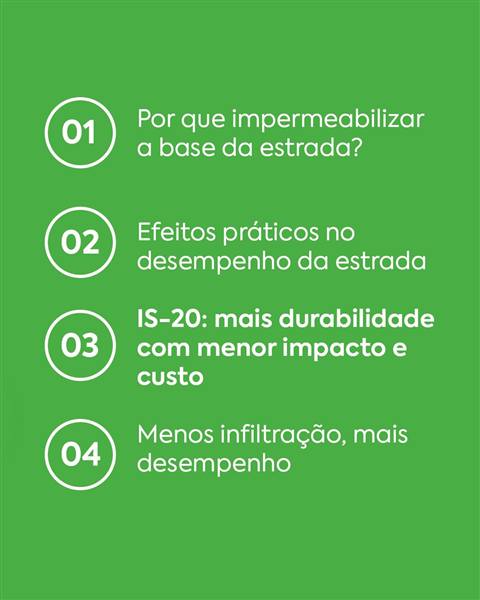 01
Por que impermeabilizar
a base da estrada?
02
Efeitos práticos no
desempenho da estrada
03
IS-20: mais durabilidade
com menor impacto e
custo
04
Menos infiltração, mais
desempenho